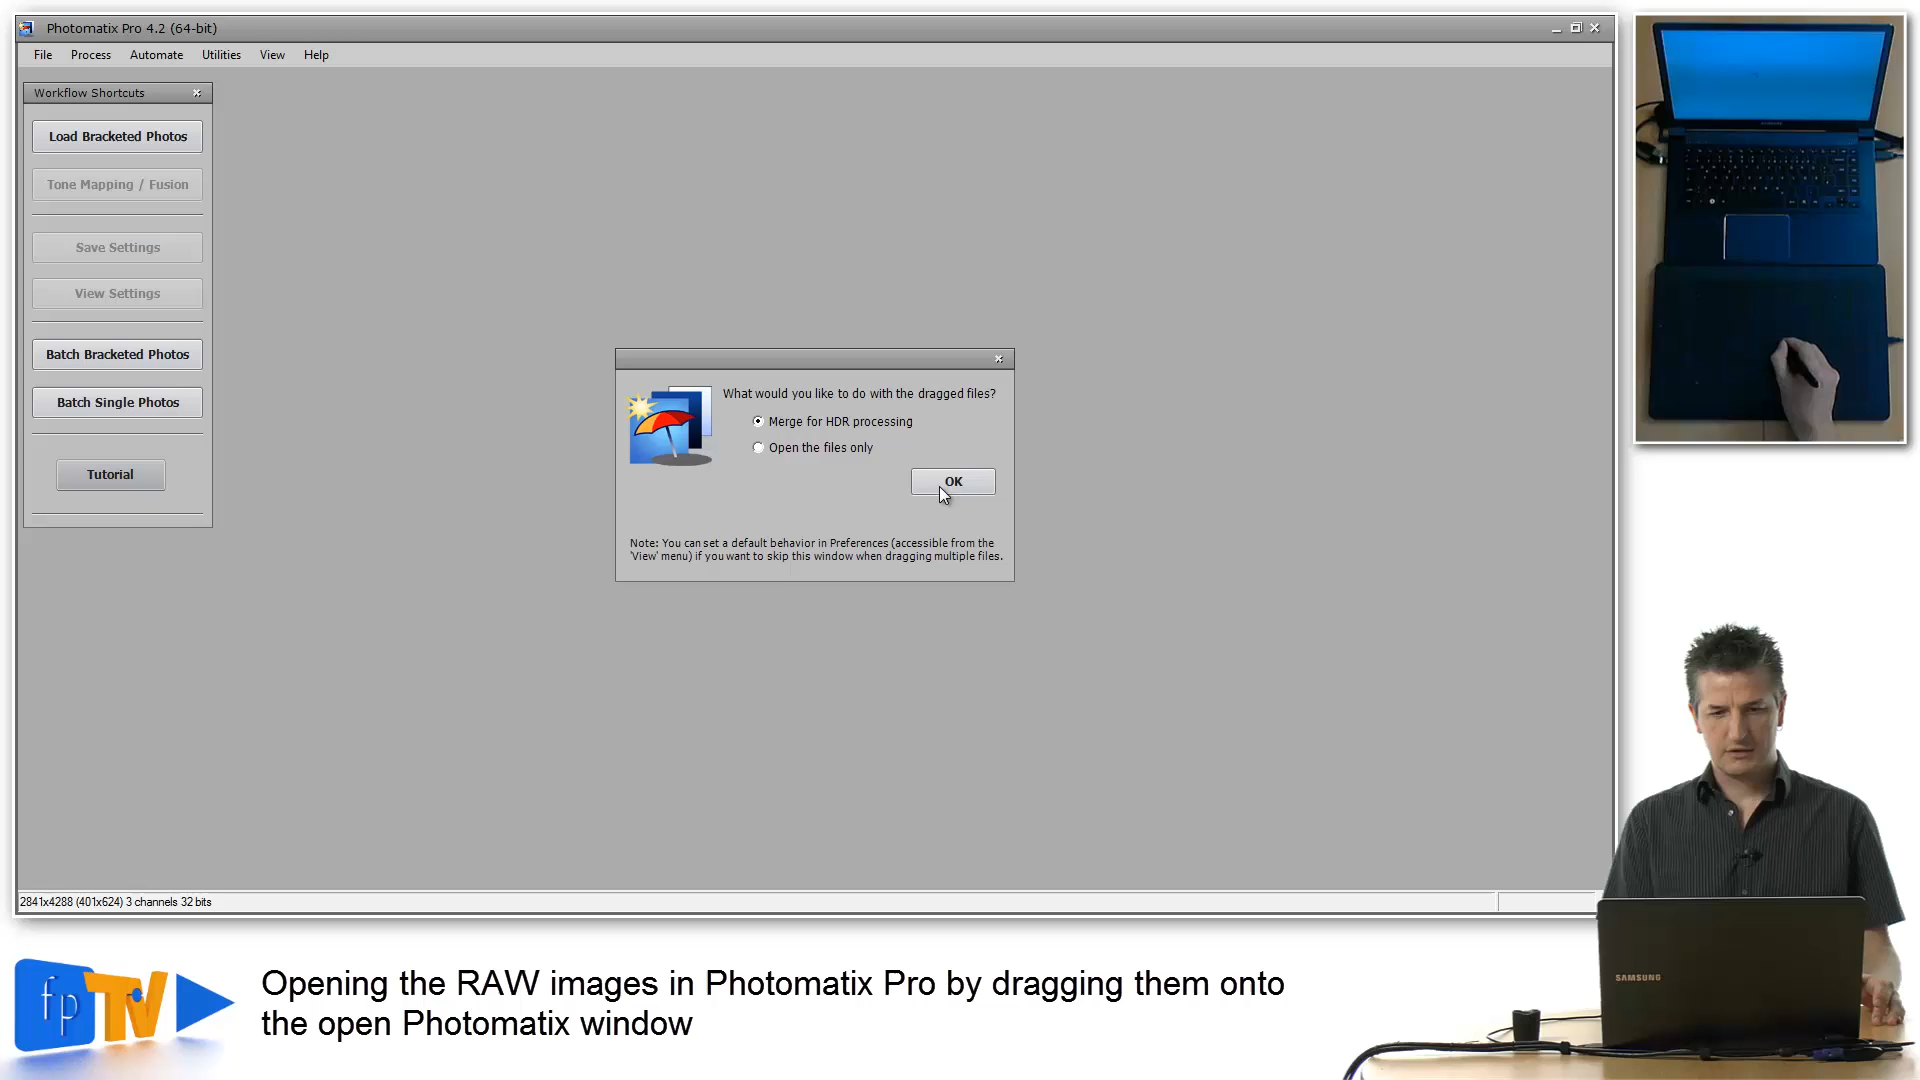 Photomatix Pro 4.2 (64-bit)
File Process Automate Utilities View Help
Workflow Shortcuts
Load Bracketed Photos
Tone Mapping / Fusion
Save Settings
View Settings
Batch Bracketed Photos
Batch Single Photos
Tutorial
What would you like to do with the dragged files?
Merge for HDR processing
Open the files only
OK
Note: You can set a default behavior in Preferences (accessible from the
'View' menu) if you want to skip this window when dragging multiple files.
2841x4288 (401x624) 3 channels 32 bits
SAMSUNG
fpTV
Opening the RAW images in Photomatix Pro by dragging them onto
the open Photomatix window